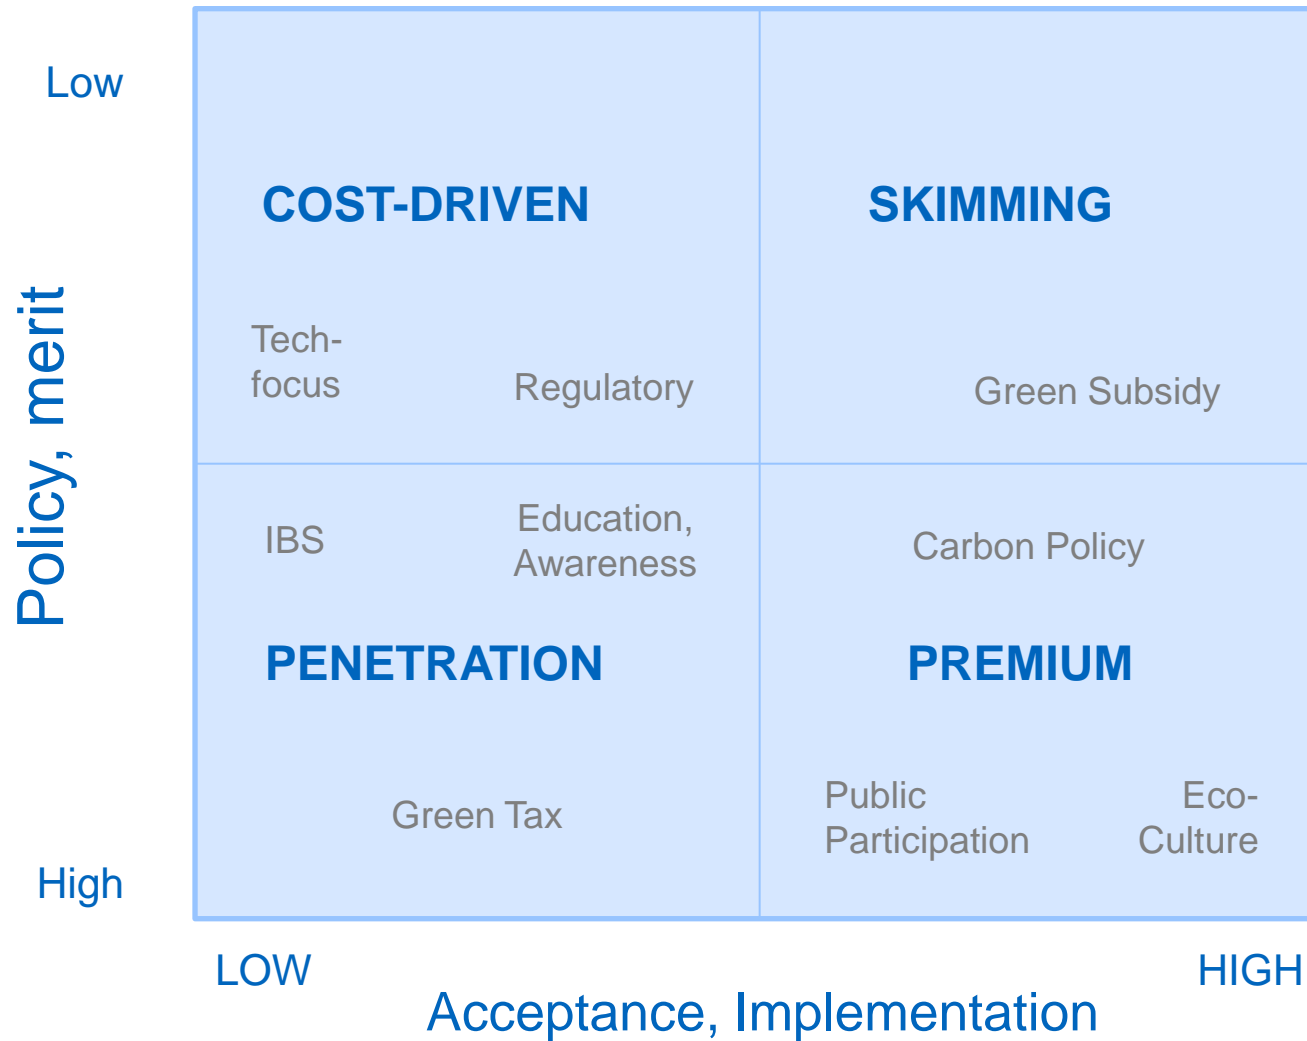 Low
COST-DRIVEN
SKIMMING
Tech-
focus
Regulatory
Green Subsidy
Policy, merit
IBS
Education,
Awareness
Carbon Policy
PENETRATION
PREMIUM
Green Tax
Public
Participation
Eco-
Culture
High
LOW
HIGH
Acceptance, Implementation